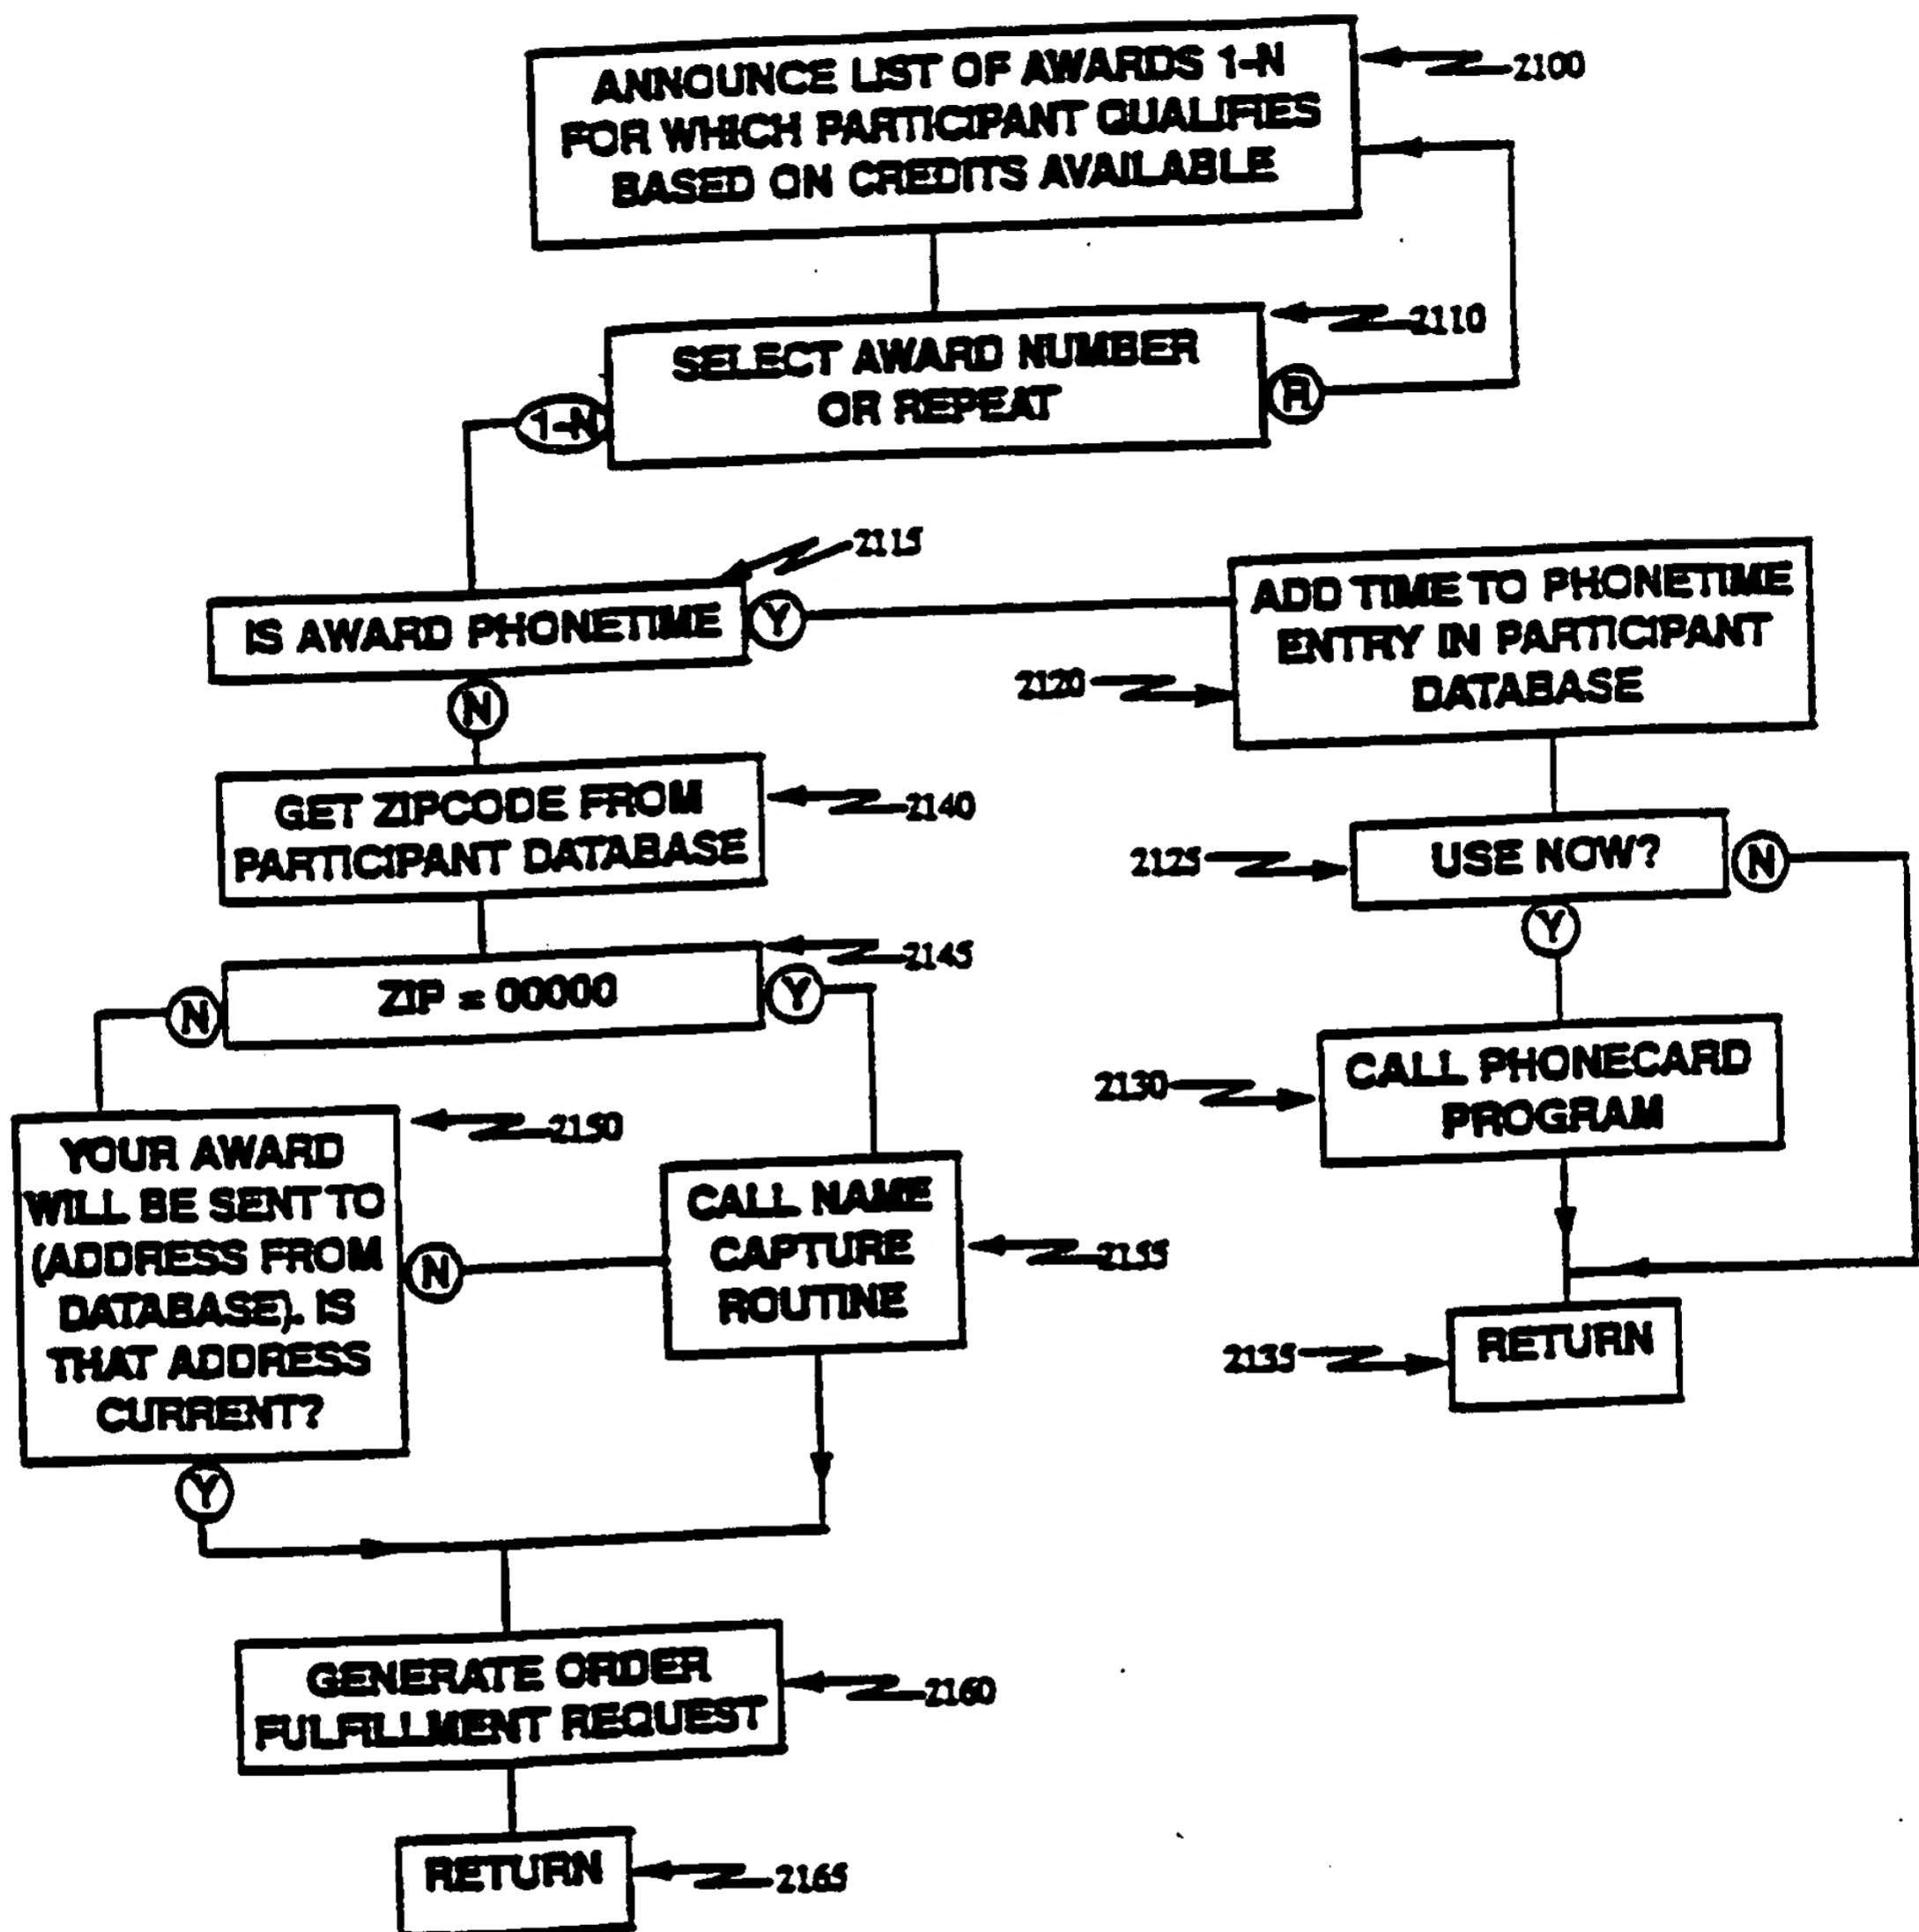 ANNOUNCE LIST OF AWARDS 1-N
FOR WHICH PARTICIPANT QUALIFIES
BASED ON CREDITS AVAILABLE
2100
SELECT AWARD NUMBER
OR REPEAT
2110
R
1-N
2115
IS AWARD PHONETIME
Y
N
ADD TIME TO PHONETIME
ENTRY IN PARTICIPANT
DATABASE
2120
GET ZIPCODE FROM
PARTICIPANT DATABASE
2140
2125
USE NOW?
N
Y
ZIP = 00000
2145
N
Y
2130
CALL PHONECARD
PROGRAM
YOUR AWARD
WILL BE SENT TO
(ADDRESS FROM
DATABASE). IS
THAT ADDRESS
CURRENT?
2150
N
Y
CALL NAME
CAPTURE
ROUTINE
2155
2135
RETURN
GENERATE ORDER
FULFILLMENT REQUEST
2160
RETURN
2165